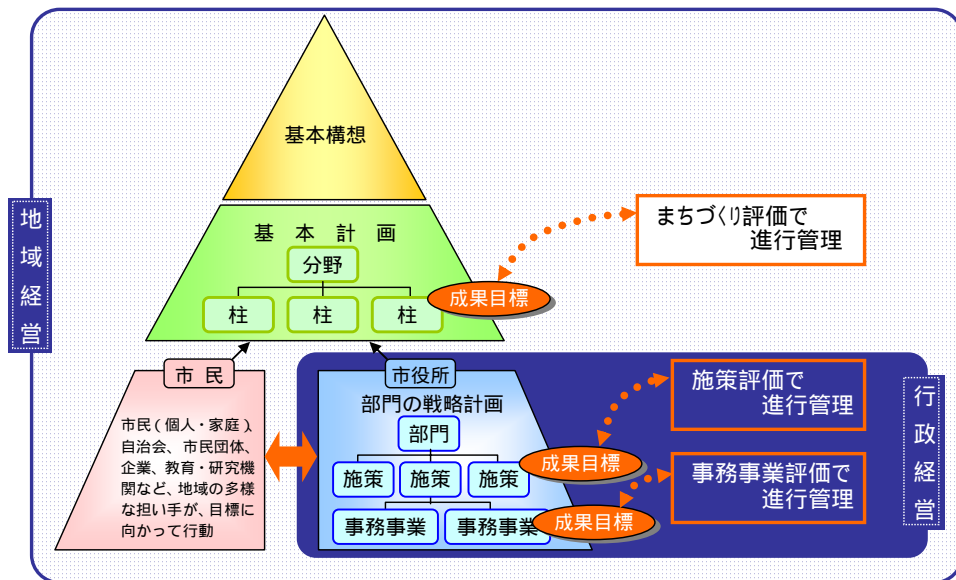 基本構想
地域経営
基本計画
分野
柱
柱
柱
成果目標
まちづくり評価で
進行管理
市民
市民(個人・家庭)、
自治会、市民団体、
企業、教育・研究機
関など、地域の多様
な担い手が、目標に
向かって行動
市役所
部門の戦略計画
部門
施策
施策
施策
成果目標
事務事業
事務事業
成果目標
施策評価で
進行管理
事務事業評価で
進行管理
行政経営